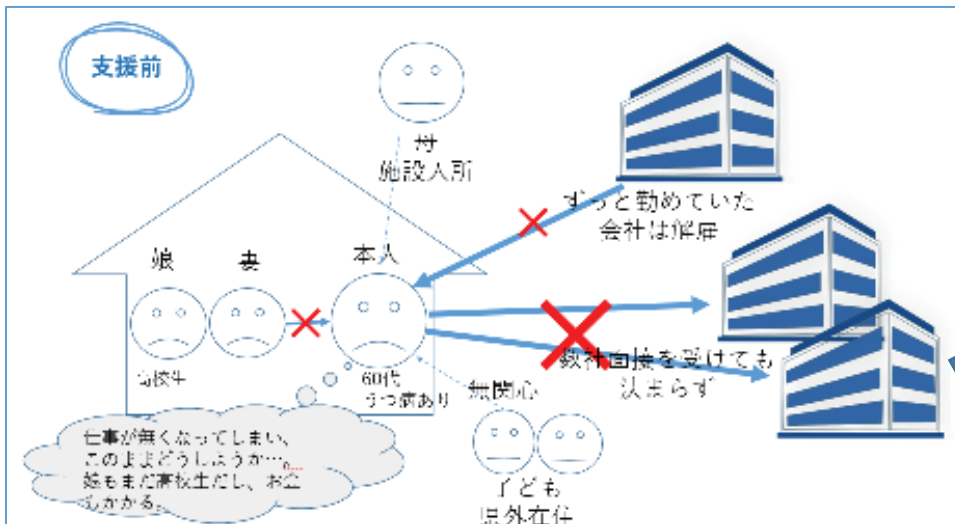 支援前
母
施設入所
ずっと勤めていた
会社は解雇
娘
妻
本人
高校生
60代
うつ病あり
無関心
数社面接を受けても
決まらず
仕事が無くなってしまい、
このままどうしようか…。
娘もまだ高校生だし、お金
もかかる。
子ども
県外在住